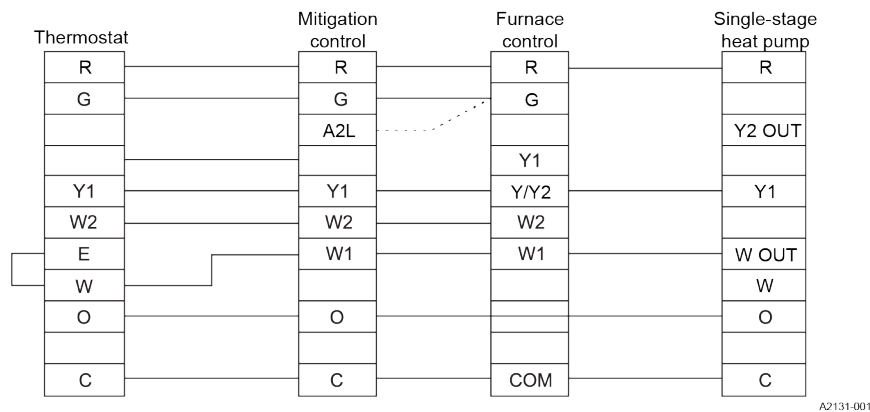 Thermostat
Mitigation
control
Furnace
control
Single-stage
heat pump
R R R R
G G G
A2L Y2 OUT
Y1
Y1 Y1 Y/Y2 Y1
W2 W2 W2
E W1 W1 W OUT
W W
O O O
C C COM C
A2131-001